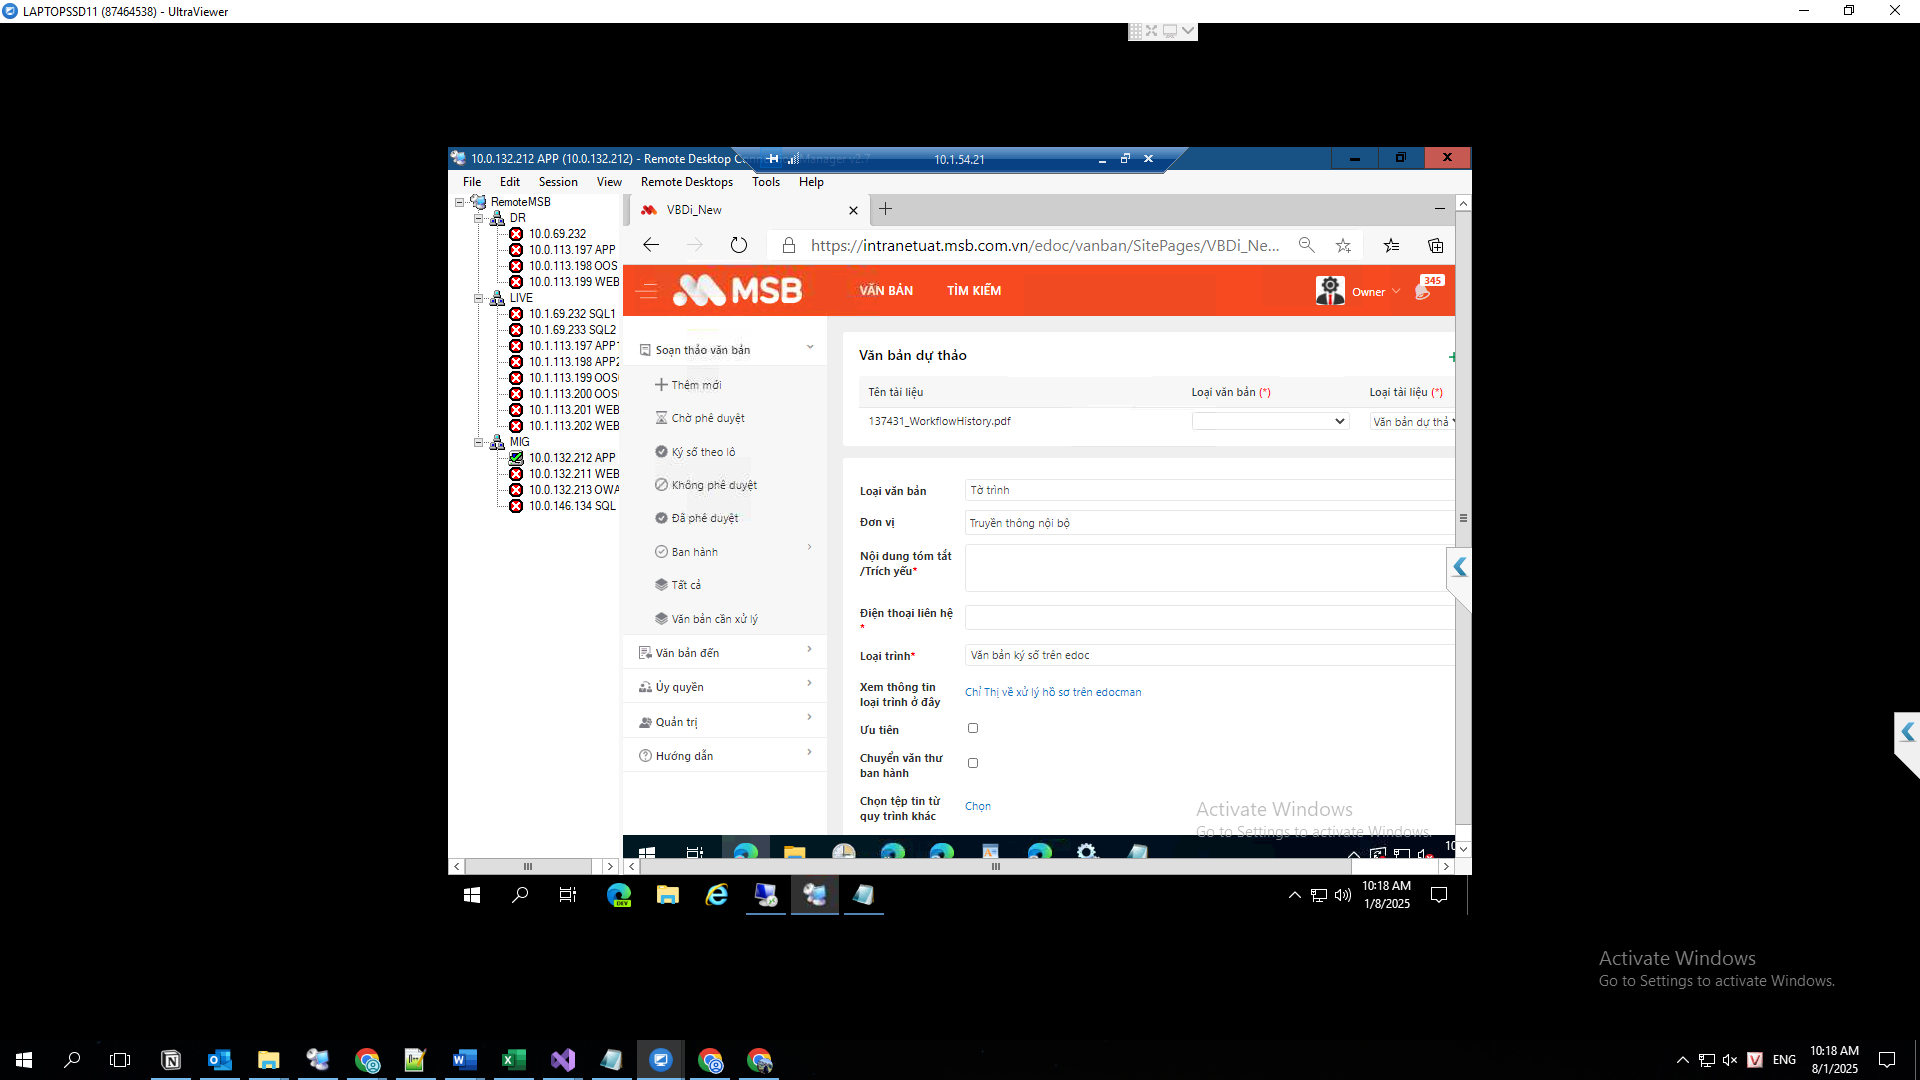 LAPTOPSSD11 (87464538) - UltraViewer
10.0.132.212 APP (10.0.132.212) - Remote Desktop Connection Manager v2.7
10.1.54.21
File Edit Session View Remote Desktops Tools Help
RemoteMSB
DR
10.0.69.232
10.0.113.197 APP
10.0.113.198 OOS
10.0.113.199 WEB
LIVE
10.1.69.232 SQL1
10.1.69.233 SQL2
10.1.113.197 APP1
10.1.113.198 APP2
10.1.113.199 OOS
10.1.113.200 OOS
10.1.113.201 WEB
10.1.113.202 WEB
MIG
10.0.132.212 APP
10.0.132.211 WEB
10.0.132.213 OWA
10.0.146.134 SQL
VBDi_New
https://intranetuat.msb.com.vn/edoc/vanban/SitePages/VBDi_Ne...
MSB
VĂN BẢN TÌM KIẾM
Owner
345
Soạn thảo văn bản
Thêm mới
Chờ phê duyệt
Ký số theo lô
Không phê duyệt
Đã phê duyệt
Ban hành
Tất cả
Văn bản cần xử lý
Văn bản đến
Ủy quyền
Quản trị
Hướng dẫn
Văn bản dự thảo
Tên tài liệu Loại văn bản (*) Loại tài liệu (*)
137431_WorkflowHistory.pdf Văn bản dự thả
Loại văn bản Tờ trình
Đơn vị Truyền thông nội bộ
Nội dung tóm tắt
/Trích yếu*
Điện thoại liên hệ
*
Loại trình* Văn bản ký số trên edoc
Xem thông tin
loại trình ở đây Chỉ Thị về xử lý hồ sơ trên edocman
Ưu tiên
Chuyển văn thư
ban hành
Chọn tệp tin từ
quy trình khác Chọn
Activate Windows
Go to Settings to activate Windows.
10
10:18 AM
1/8/2025
Activate Windows
Go to Settings to activate Windows.
ENG
10:18 AM
8/1/2025